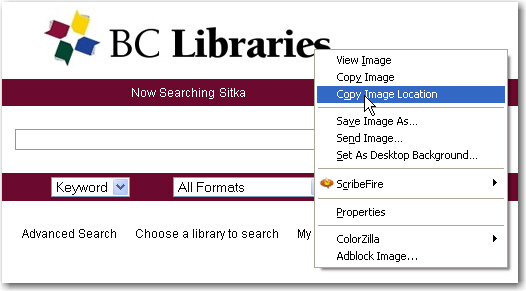 BC Libraries
View Image
Copy Image
Copy Image Location
Save Image As...
Send Image...
Set As Desktop Background...
ScribeFire
Properties
ColorZilla
Adblock Image...
Now Searching Sitka
Keyword
All Formats
Advanced Search
Choose a library to search
My